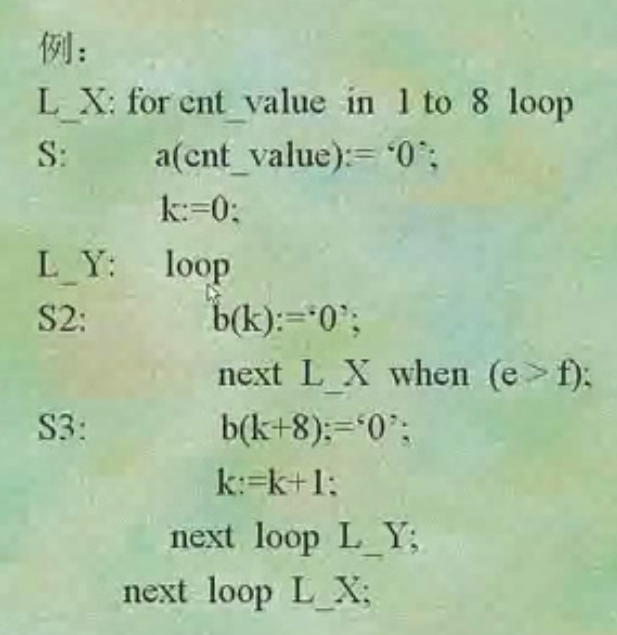 例：
L_X: for cnt_value in 1 to 8 loop
S: a(cnt_value):= ‘0’;
k:=0;
L_Y: loop
S2: b(k):=‘0’;
next L_X when (e > f);
S3: b(k+8):=‘0’;
k:=k+1;
next loop L_Y;
next loop L_X;